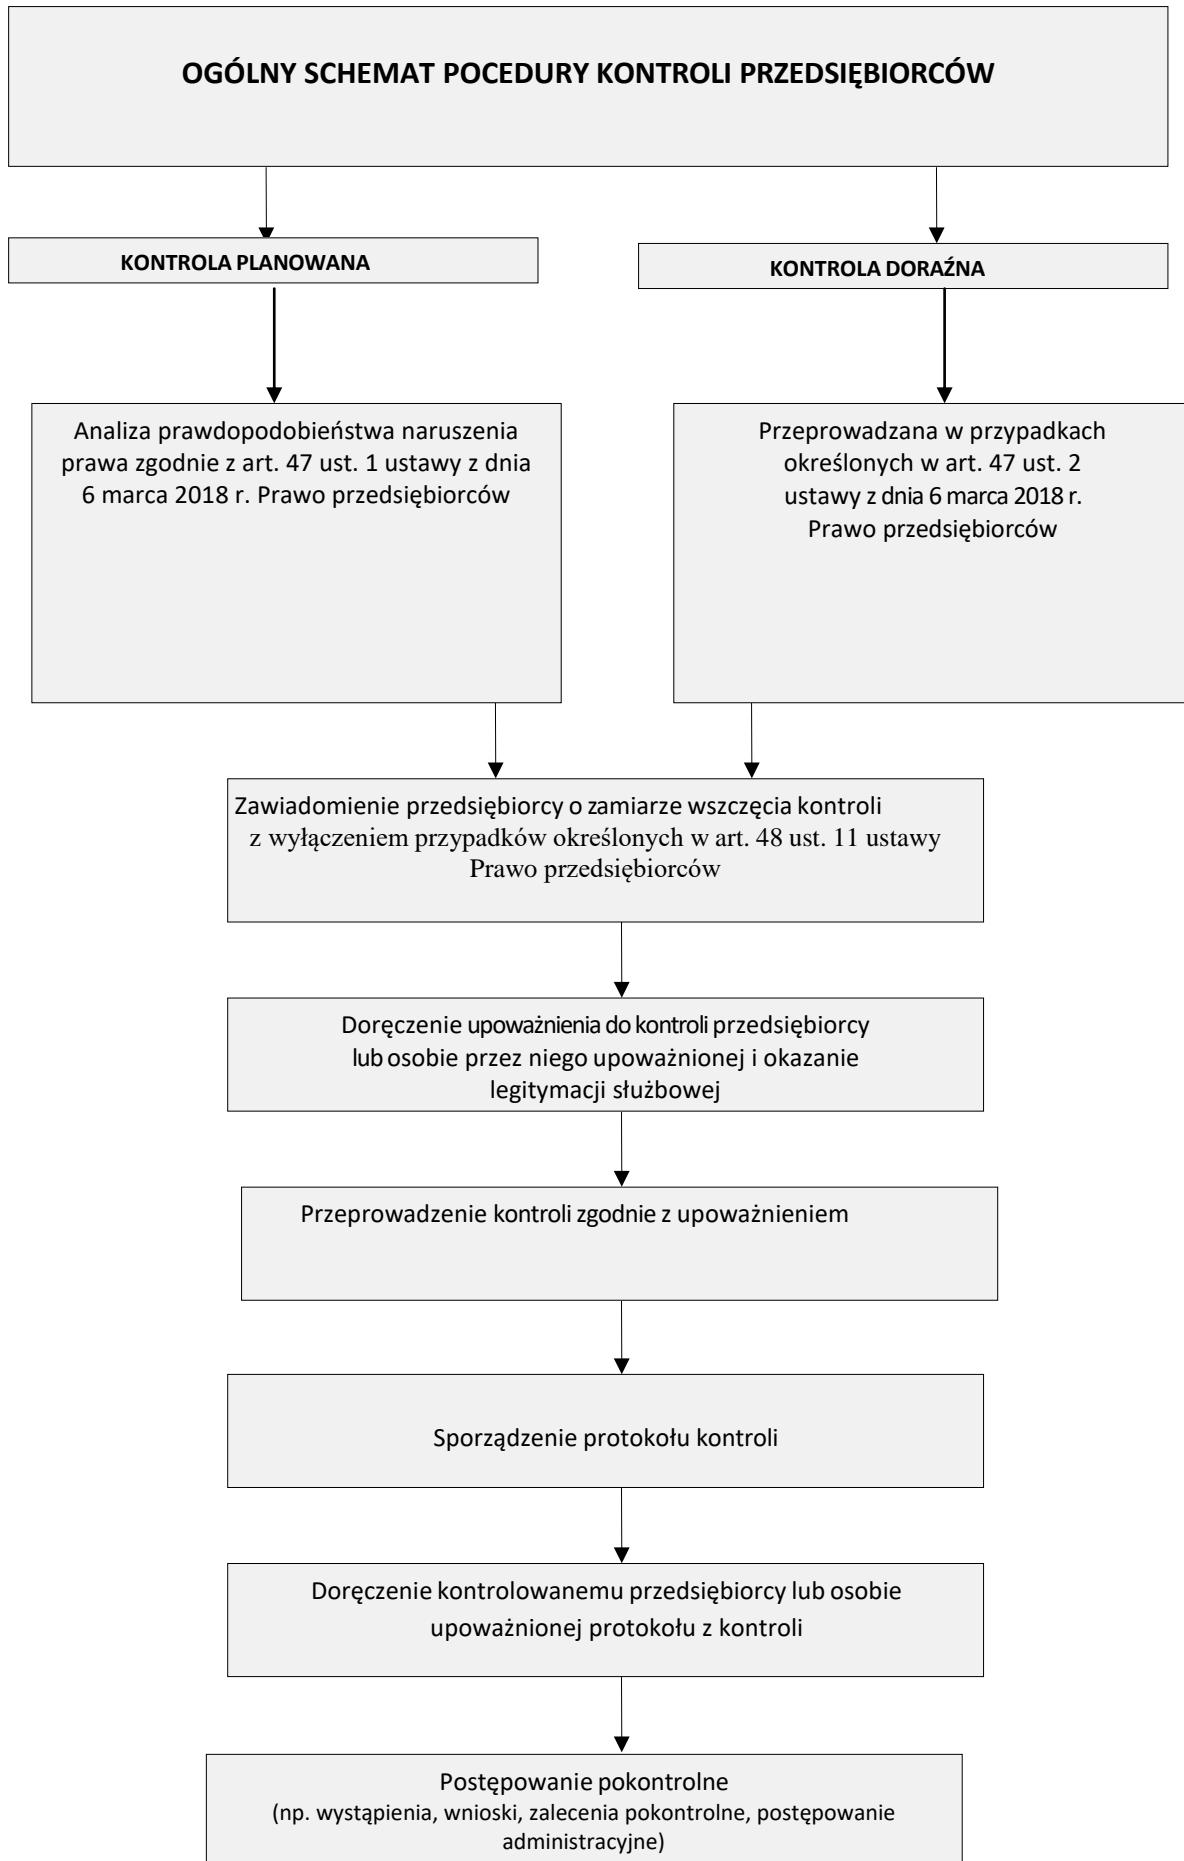 OGÓLNY SCHEMAT POCEDURY KONTROLI PRZEDSIĘBIORCÓW
KONTROLA PLANOWANA
KONTROLA DORAŹNA
Analiza prawdopodobieństwa naruszenia
prawa zgodnie z art. 47 ust. 1 ustawy z dnia
6 marca 2018 r. Prawo przedsiębiorców
Przeprowadzana w przypadkach
określonych w art. 47 ust. 2
ustawy z dnia 6 marca 2018 r.
Prawo przedsiębiorców
Zawiadomienie przedsiębiorcy o zamiarze wszczęcia kontroli
z wyłączeniem przypadków określonych w art. 48 ust. 11 ustawy
Prawo przedsiębiorców
Doręczenie upoważnienia do kontroli przedsiębiorcy
lub osobie przez niego upoważnionej i okazanie
legitymacji służbowej
Przeprowadzenie kontroli zgodnie z upoważnieniem
Sporządzenie protokołu kontroli
Doręczenie kontrolowanemu przedsiębiorcy lub osobie
upoważnionej protokołu z kontroli
Postępowanie pokontrolne
(np. wystąpienia, wnioski, zalecenia pokontrolne, postępowanie
administracyjne)